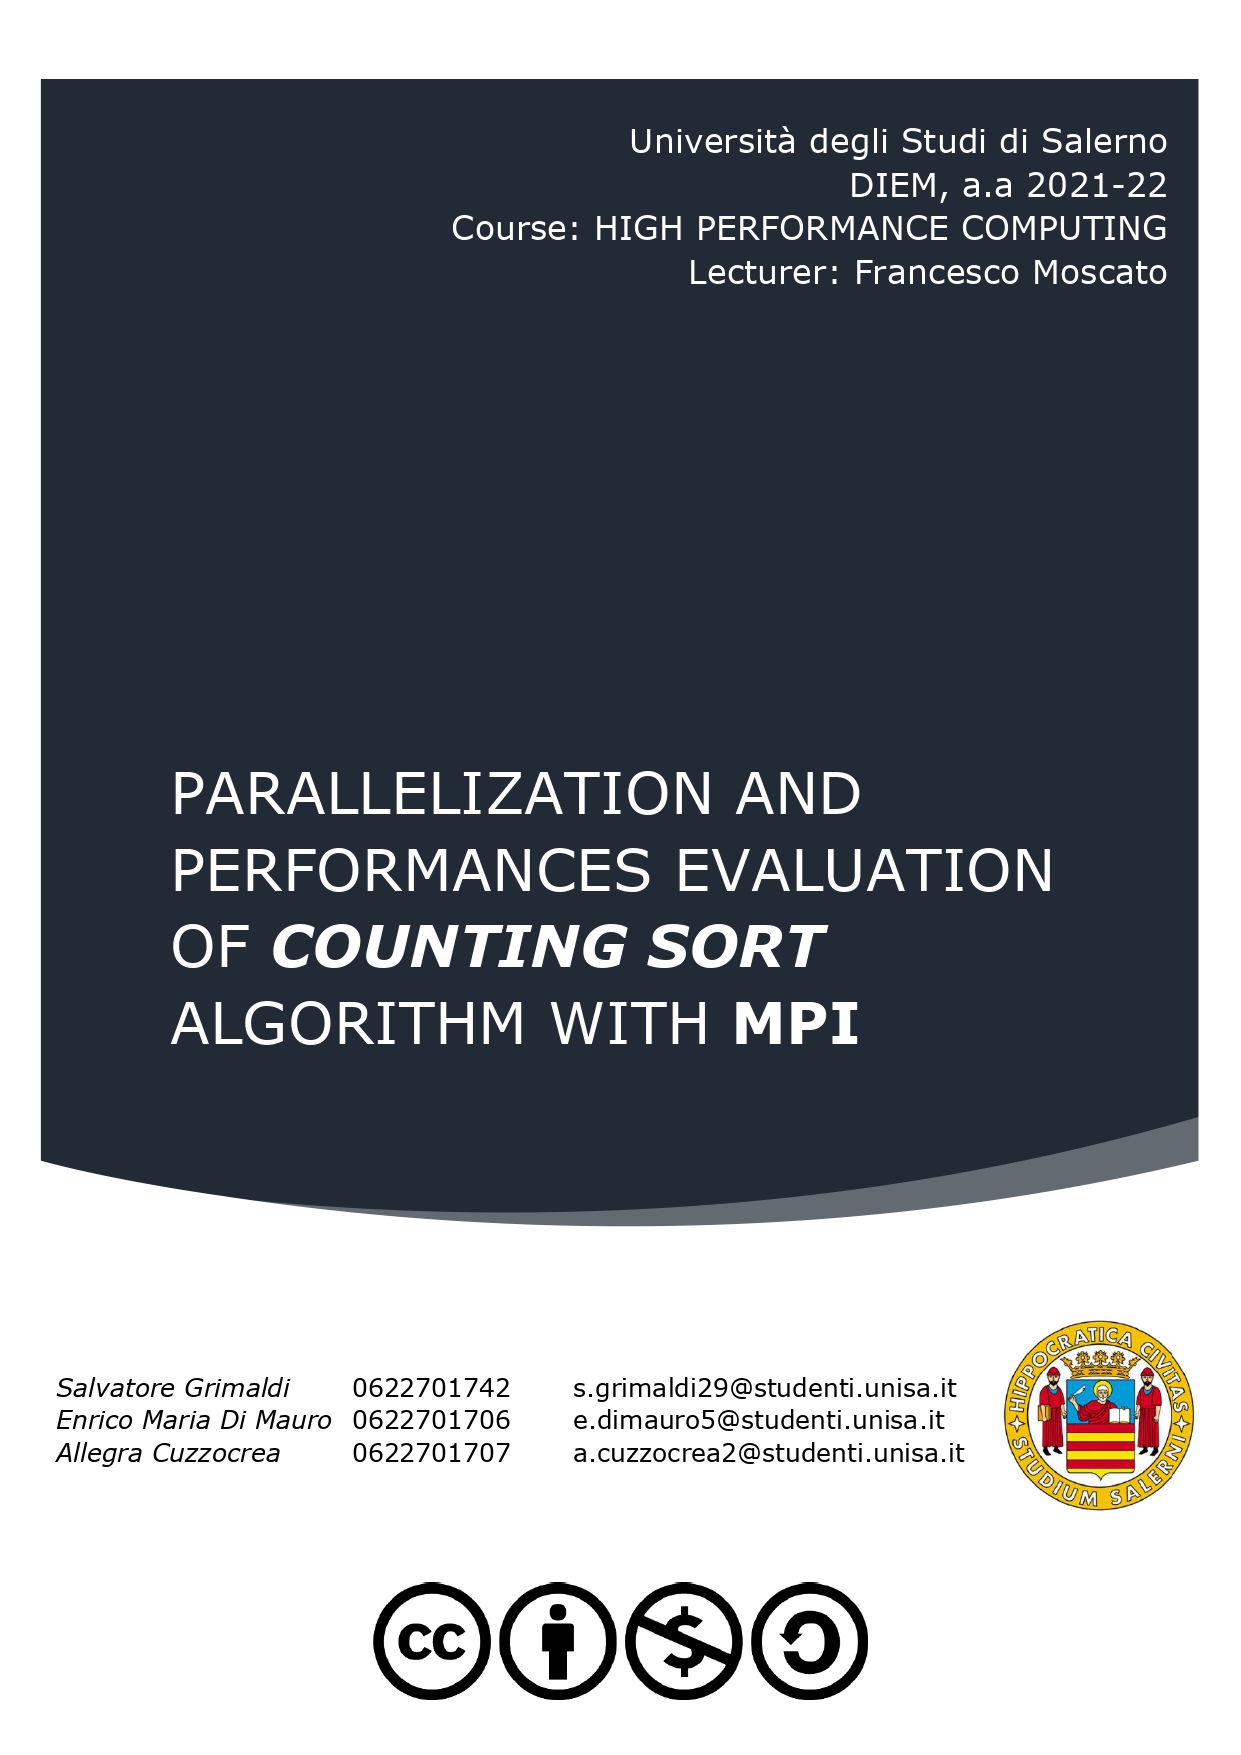 Università degli Studi di Salerno
DIEM, a.a 2021-22
Course: HIGH PERFORMANCE COMPUTING
Lecturer: Francesco Moscato
PARALLELIZATION AND
PERFORMANCES EVALUATION
OF COUNTING SORT
ALGORITHM WITH MPI
Salvatore Grimaldi 0622701742 s.grimaldi29@studenti.unisa.it
Enrico Maria Di Mauro 0622701706 e.dimauro5@studenti.unisa.it
Allegra Cuzzocrea 0622701707 a.cuzzocrea2@studenti.unisa.it
HIPPOCRATICA CIVITAS
STUDIUM SALERNI
cc